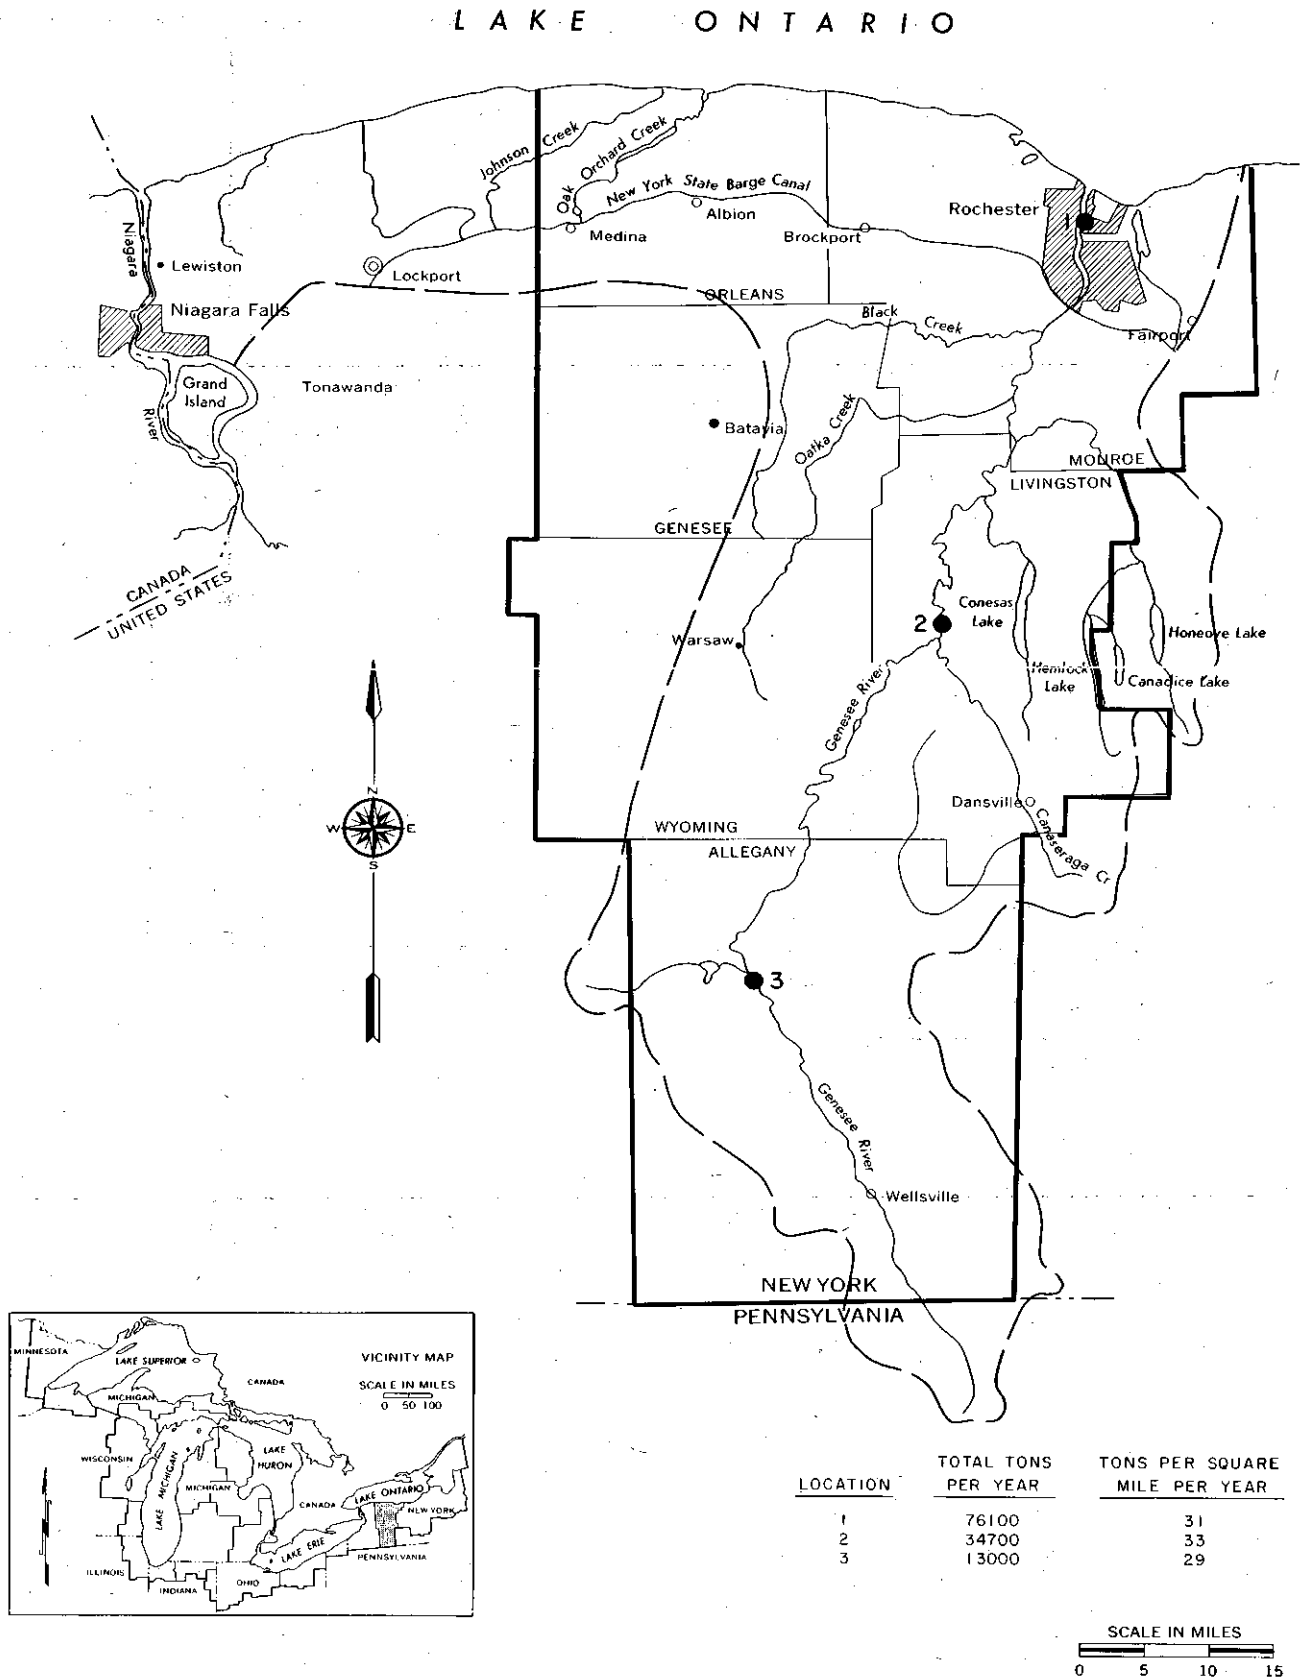 LAKE ONTARIO
Johnson Creek
Oak Orchard Creek
New York State Barge Canal
Albion
Medina
Brockport
Rochester
1
Niagara
Lewiston
Lockport
Niagara Falls
ORLEANS
Black Creek
Fairport
Grand
Island
Tonawanda
River
Batavia
Oatka Creek
MONROE
LIVINGSTON
GENESEE
CANADA
UNITED STATES
Conesas
Lake
2
Honeoye Lake
Warsaw
Hemlock
Lake
Canadice Lake
Genesee River
N
W E
S
Dansville
Canaseraga Cr
WYOMING
ALLEGANY
3
Genesee River
Wellsville
NEW YORK
PENNSYLVANIA
MINNESOTA
LAKE SUPERIOR
VICINITY MAP
CANADA
SCALE IN MILES
0 50 100
MICHIGAN
WISCONSIN
LAKE MICHIGAN
LAKE
HURON
MICHIGAN
CANADA
LAKE ONTARIO
NEW YORK
LAKE ERIE
PENNSYLVANIA
ILLINOIS
INDIANA
OHIO
TOTAL TONS TONS PER SQUARE
LOCATION PER YEAR MILE PER YEAR
1 76100 31
2 34700 33
3 13000 29
SCALE IN MILES
0 5 10 15